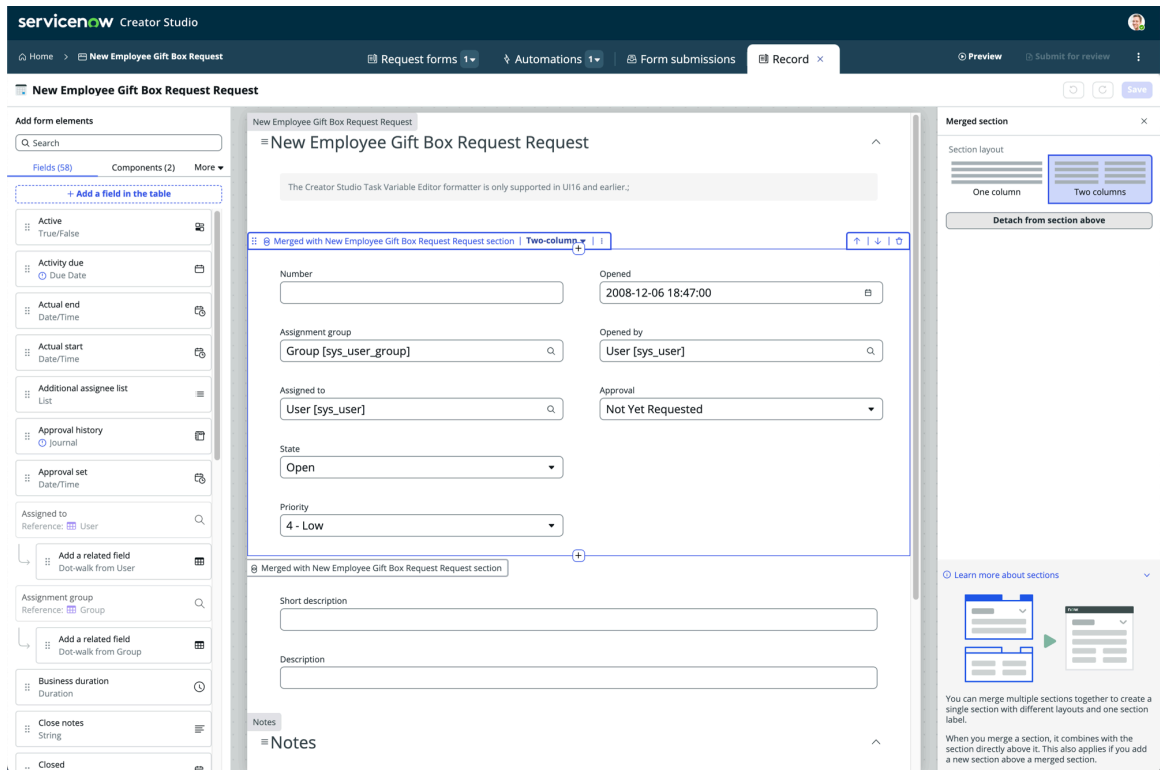 servicenow Creator Studio
Home > New Employee Gift Box Request
Request forms 1
Automations 1
Form submissions
Record ×
Preview
Submit for review
New Employee Gift Box Request Request
Save
Add form elements
Search
Fields (58)
Components (2)
More
+ Add a field in the table
Active
True/False
Activity due
Due Date
Actual end
Date/Time
Actual start
Date/Time
Additional assignee list
List
Approval history
Journal
Approval set
Date/Time
Assigned to
Reference: User
Add a related field
Dot-walk from User
Assignment group
Reference: Group
Add a related field
Dot-walk from Group
Business duration
Duration
Close notes
String
Closed
New Employee Gift Box Request Request
New Employee Gift Box Request Request
The Creator Studio Task Variable Editor formatter is only supported in UI16 and earlier.;
Merged with New Employee Gift Box Request Request section | Two-column
Number
Opened
2008-12-06 18:47:00
Assignment group
Group [sys_user_group]
Opened by
User [sys_user]
Assigned to
User [sys_user]
Approval
Not Yet Requested
State
Open
Priority
4 - Low
Merged with New Employee Gift Box Request Request section
Short description
Description
Notes
Notes
Merged section
Section layout
One column
Two columns
Detach from section above
Learn more about sections
now
You can merge multiple sections together to create a
single section with different layouts and one section
label.
When you merge a section, it combines with the
section directly above it. This also applies if you add
a new section above a merged section.